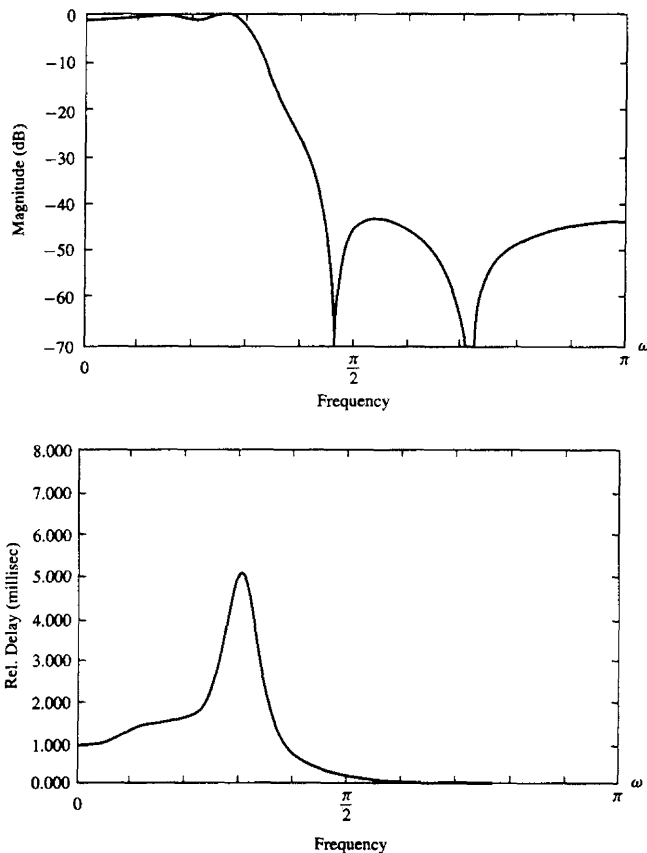 0
−10
−20
−30
−40
−50
−60
−70
Magnitude (dB)
0
π/2
π
ω
Frequency
8.000
7.000
6.000
5.000
4.000
3.000
2.000
1.000
0.000
Rel. Delay (millisec)
0
π/2
π
ω
Frequency